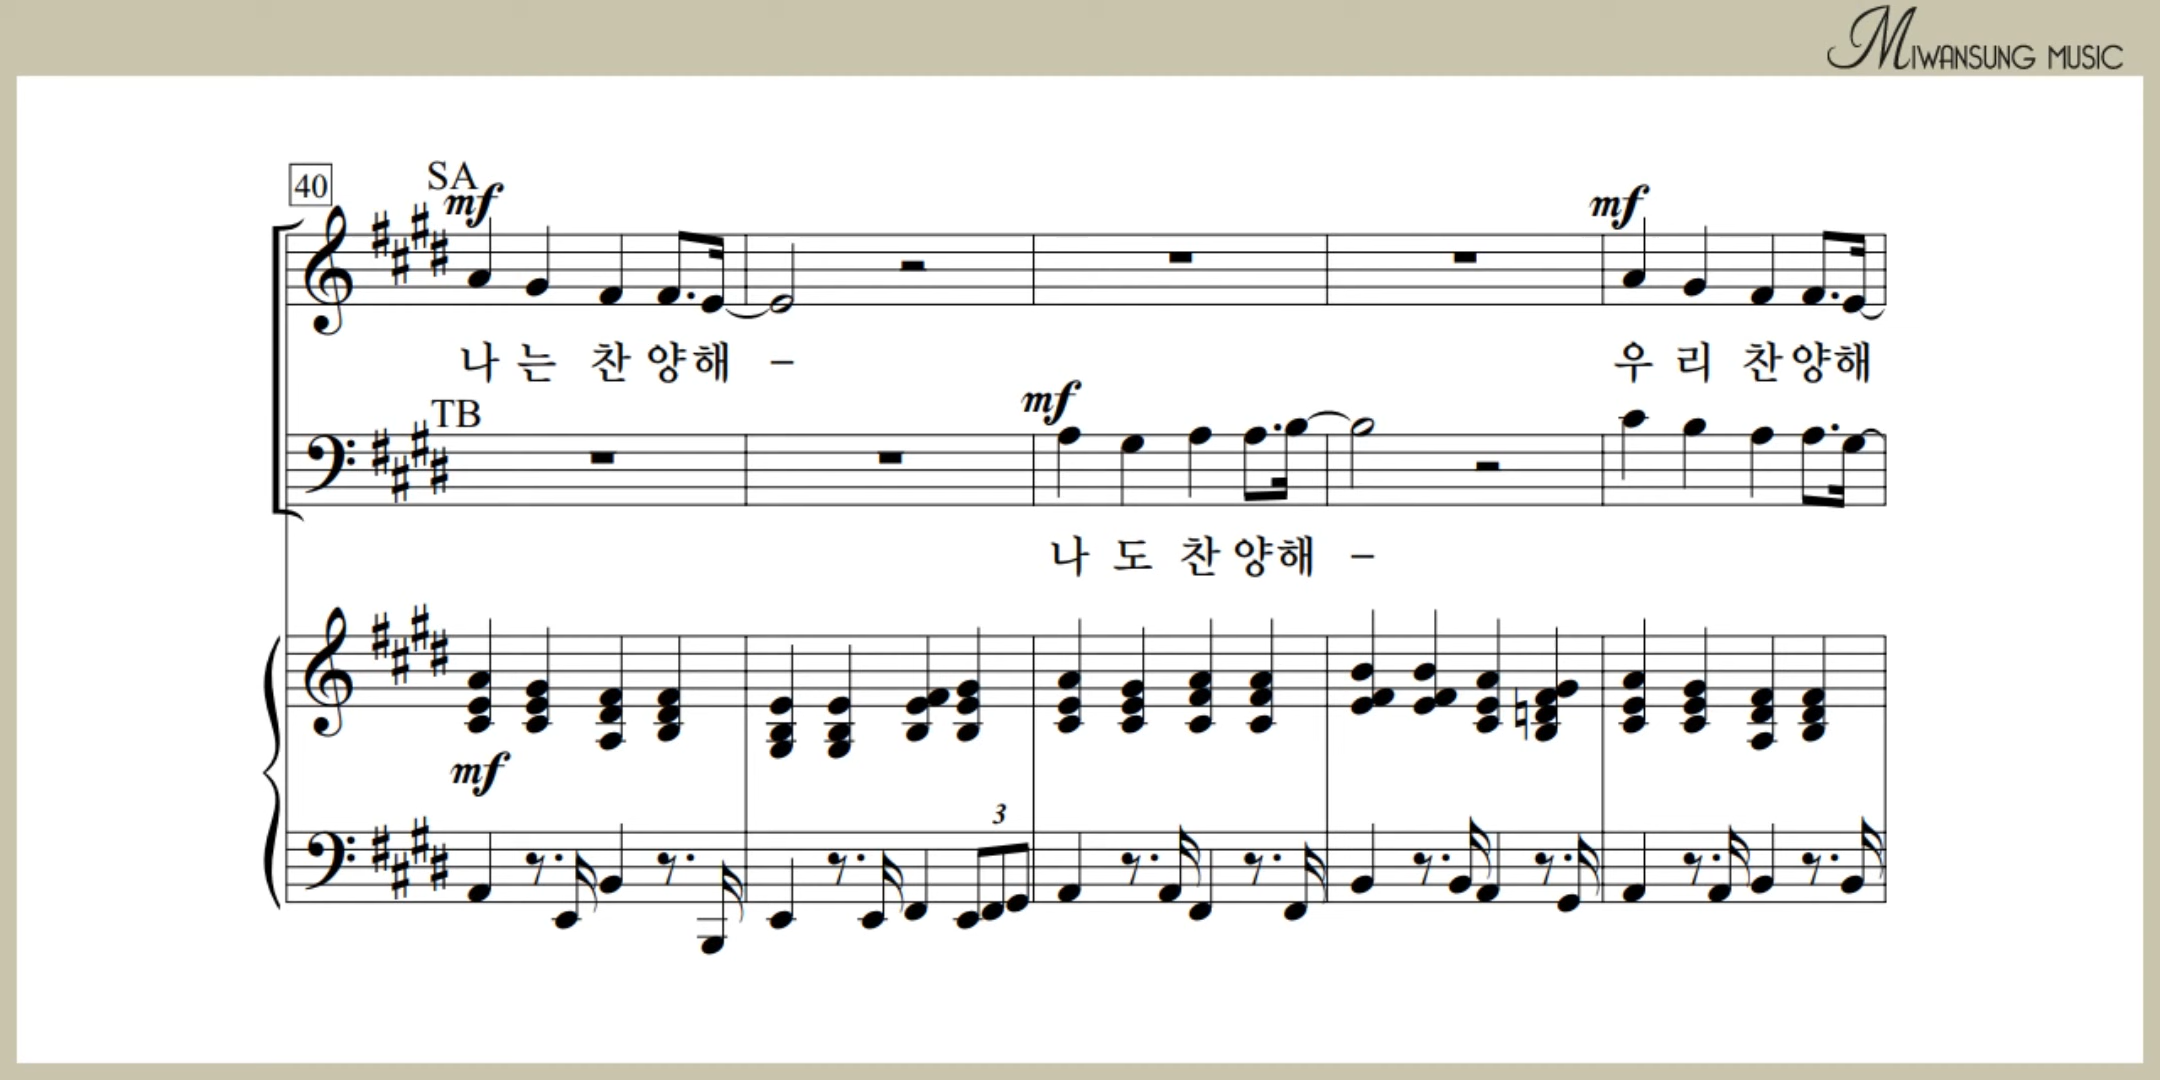 MIWANSUNG MUSIC
40
SA
mf
mf
나 는 찬 양 해 –
우 리 찬 양 해
TB
mf
나 도 찬 양 해 –
mf
3